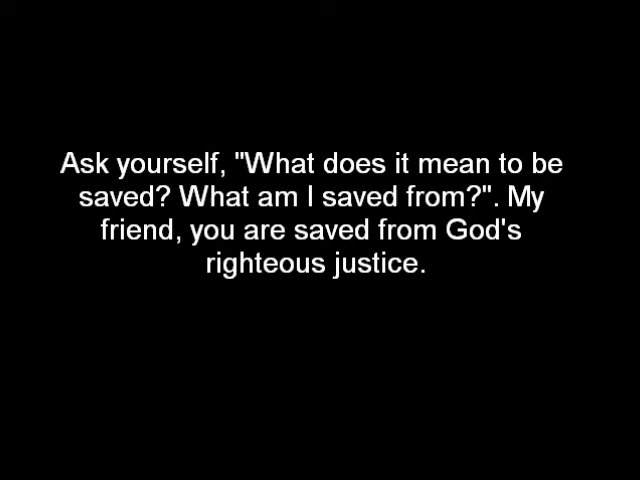 Ask yourself, "What does it mean to be
saved? What am I saved from?". My
friend, you are saved from God's
righteous justice.